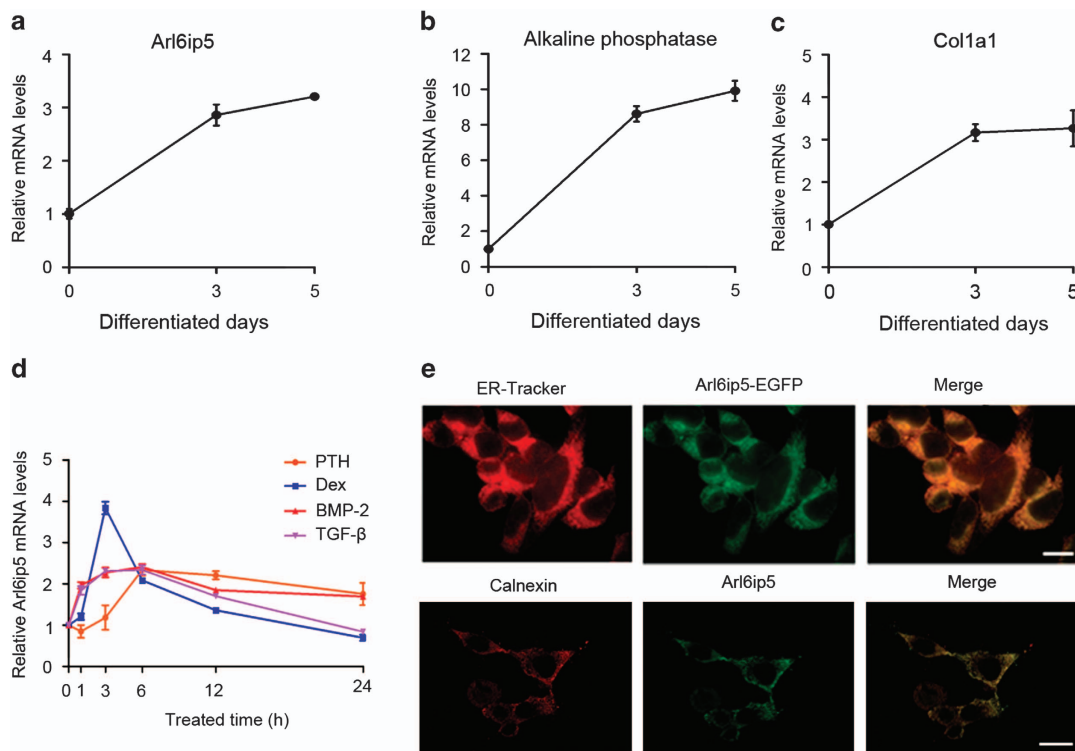 a
Arl6ip5
Relative mRNA levels
4
3
2
1
0
0 3 5
Differentiated days
b
Alkaline phosphatase
Relative mRNA levels
12
10
8
6
4
2
0
0 3 5
Differentiated days
c
Col1a1
Relative mRNA levels
5
4
3
2
1
0
0 3 5
Differentiated days
d
Relative Arl6ip5 mRNA levels
5
4
3
2
1
0
PTH
Dex
BMP-2
TGF-β
0 1 3 6 12 24
Treated time (h)
e
ER-Tracker Arl6ip5-EGFP Merge
Calnexin Arl6ip5 Merge